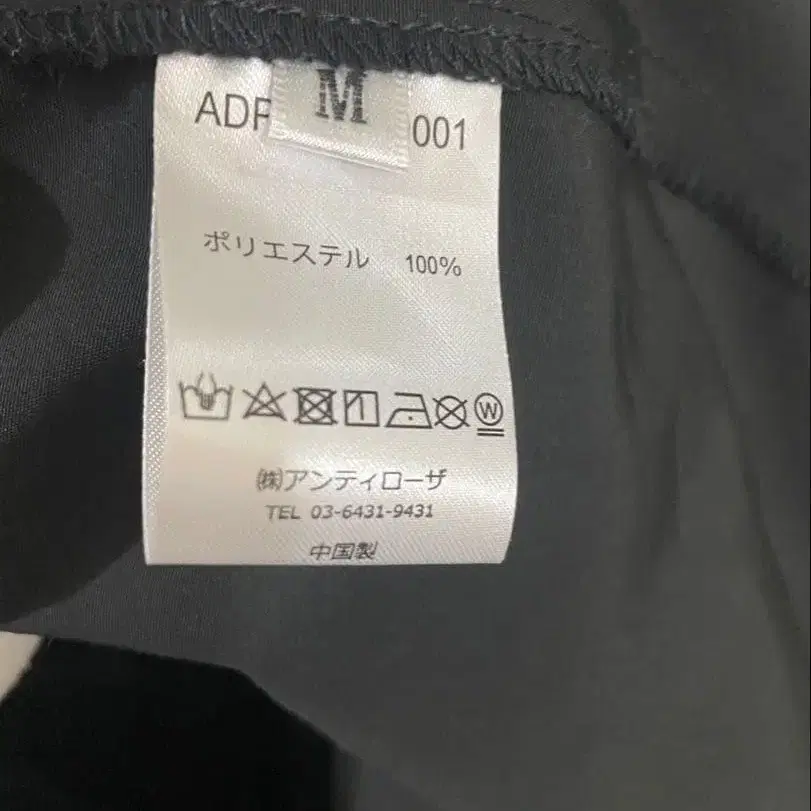 M
ADP 001
ポリエステル 100%
W
㈱アンティローザ
TEL 03-6431-9431
中国製